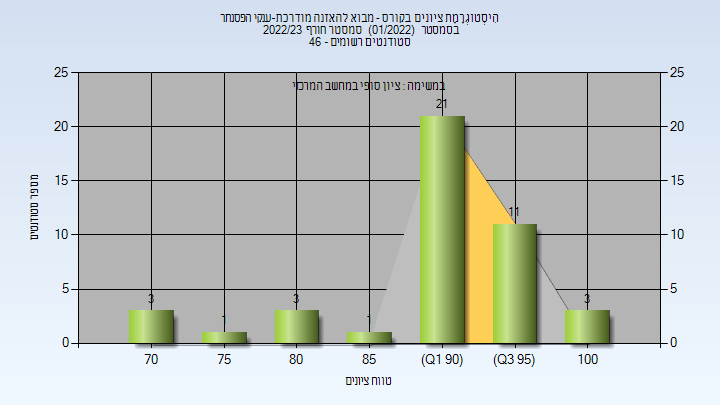 היסטוגרמת ציונים בקורס - מבוא להאזנה מודרכת-ענקי הפסנתר
בסמסטר (01/2022) סמסטר חורף 2022/23
סטודנטים רשומים - 46
במשימה : ציון סופי במחשב המרכזי
25 25
20 20
15 15
10 10
5 5
0 0
מספר סטודנטים
3 1 3 1 21 11 3
70 75 80 85 (Q1 90) (Q3 95) 100
טווח ציונים